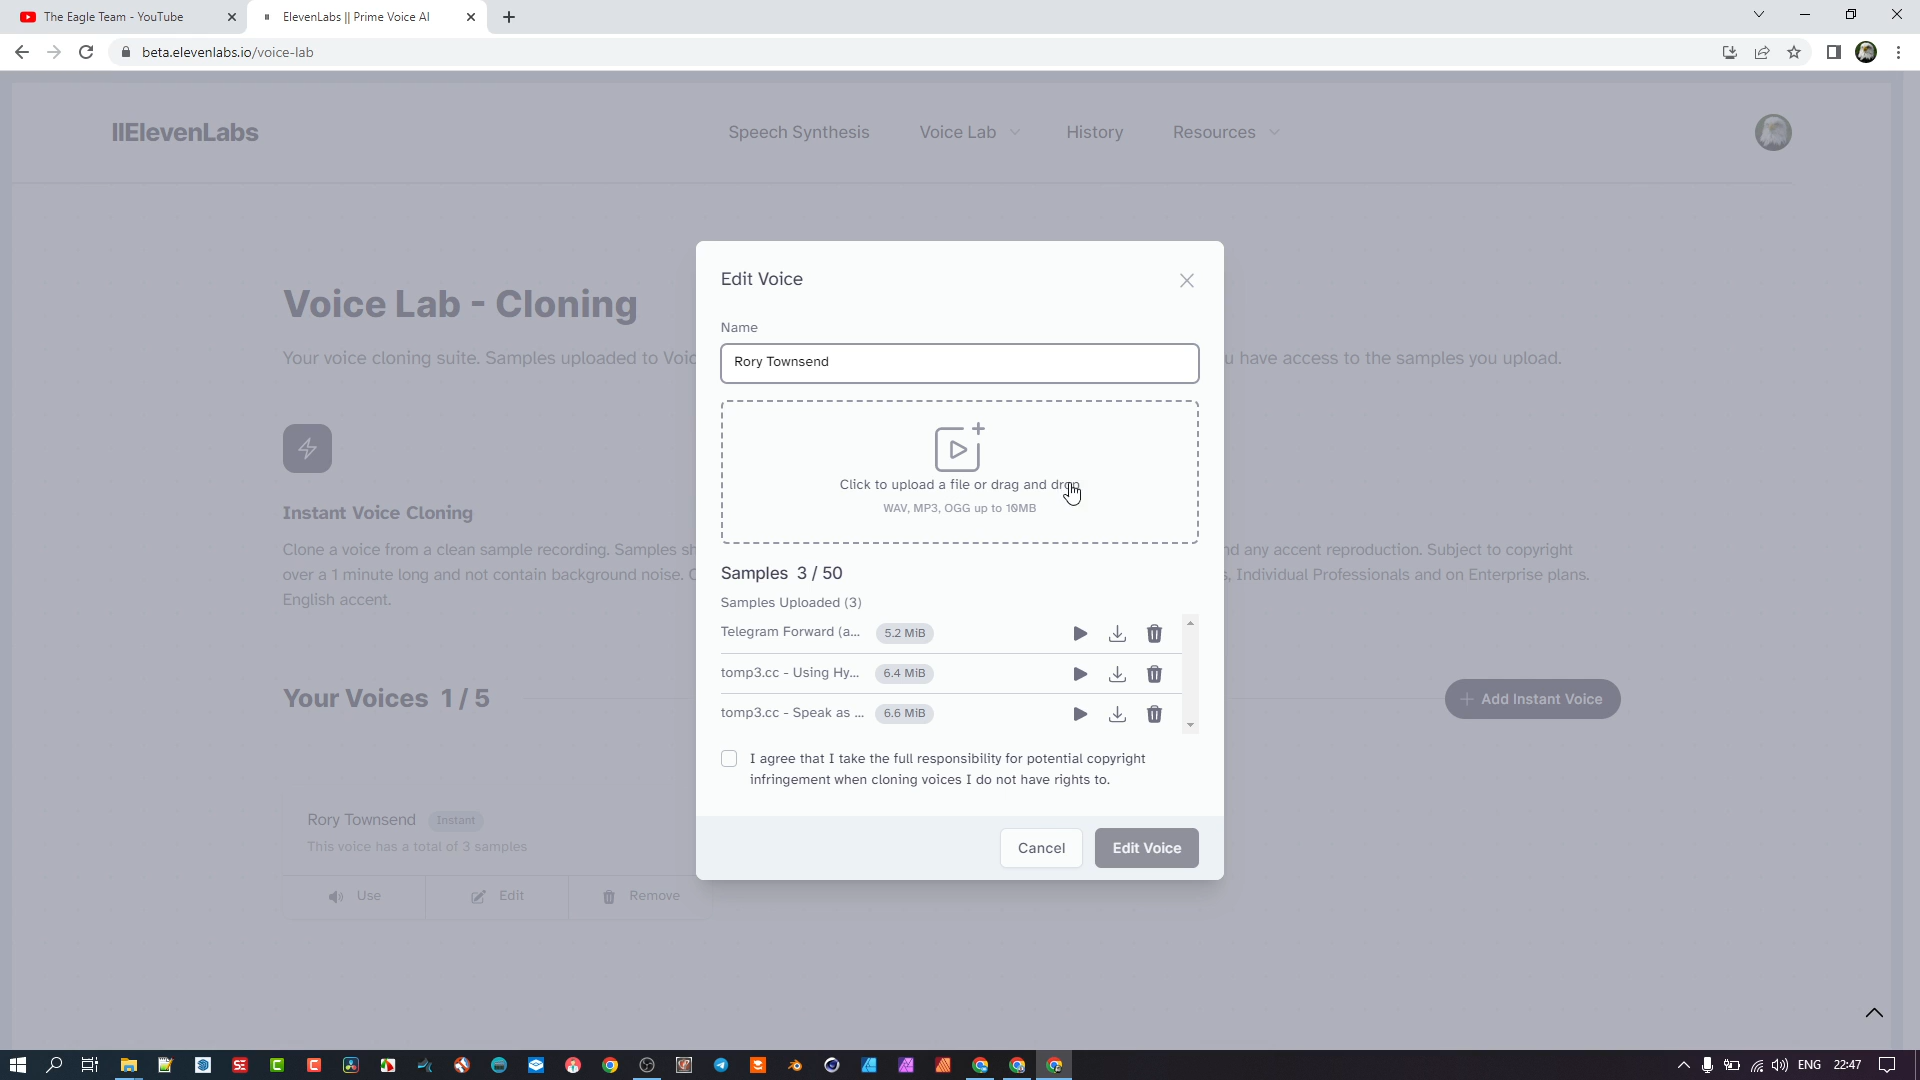 The Eagle Team - YouTube
ElevenLabs || Prime Voice AI
beta.elevenlabs.io/voice-lab
IIElevenLabs
Speech Synthesis
Voice Lab
History
Resources
Voice Lab - Cloning
Your voice cloning suite. Samples uploaded to Voic
u have access to the samples you upload.
Instant Voice Cloning
Clone a voice from a clean sample recording. Samples sh
over a 1 minute long and not contain background noise. C
English accent.
nd any accent reproduction. Subject to copyright
s, Individual Professionals and on Enterprise plans.
Your Voices 1 / 5
+ Add Instant Voice
Rory Townsend Instant
This voice has a total of 3 samples
Use
Edit
Remove
Edit Voice
Name
Rory Townsend
Click to upload a file or drag and drop
WAV, MP3, OGG up to 10MB
Samples 3 / 50
Samples Uploaded (3)
Telegram Forward (a... 5.2 MiB
tomp3.cc - Using Hy... 6.4 MiB
tomp3.cc - Speak as ... 6.6 MiB
I agree that I take the full responsibility for potential copyright
infringement when cloning voices I do not have rights to.
Cancel
Edit Voice
ENG
22:47